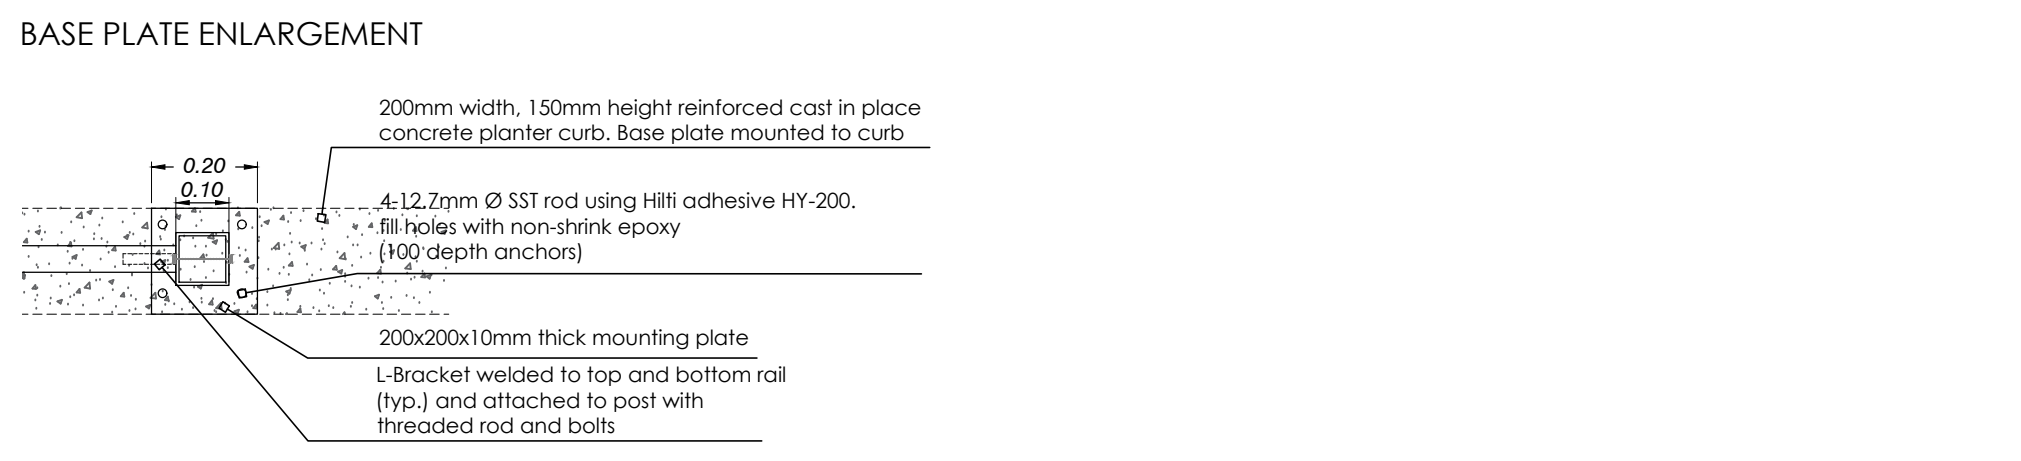 BASE PLATE ENLARGEMENT
200mm width, 150mm height reinforced cast in place
concrete planter curb. Base plate mounted to curb
0.20
0.10
4-12.7mm Ø SST rod using Hilti adhesive HY-200.
fill holes with non-shrink epoxy
(100 depth anchors)
200x200x10mm thick mounting plate
L-Bracket welded to top and bottom rail
(typ.) and attached to post with
threaded rod and bolts